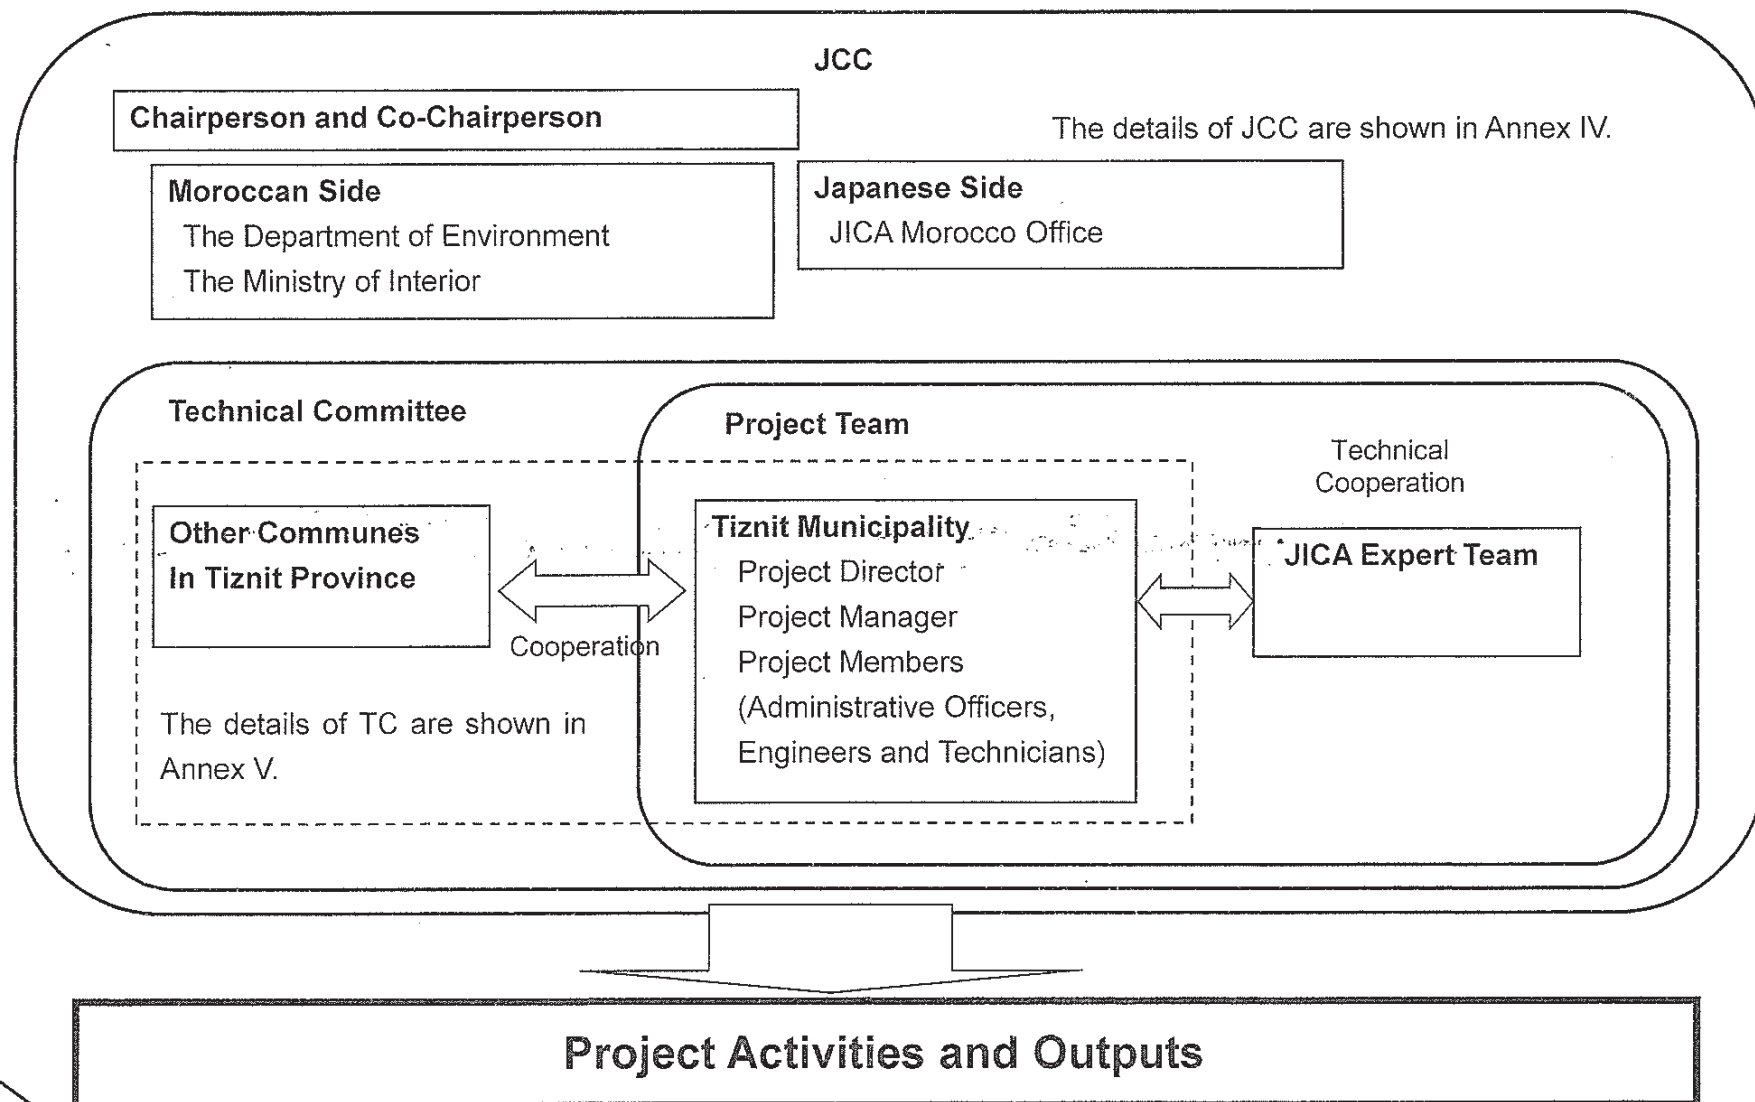 JCC
Chairperson and Co-Chairperson
The details of JCC are shown in Annex IV.
Moroccan Side
The Department of Environment
The Ministry of Interior
Japanese Side
JICA Morocco Office
Technical Committee
Project Team
Technical
Cooperation
Other Communes
In Tiznit Province
Cooperation
Tiznit Municipality
Project Director
Project Manager
Project Members
(Administrative Officers,
Engineers and Technicians)
JICA Expert Team
The details of TC are shown in
Annex V.
Project Activities and Outputs